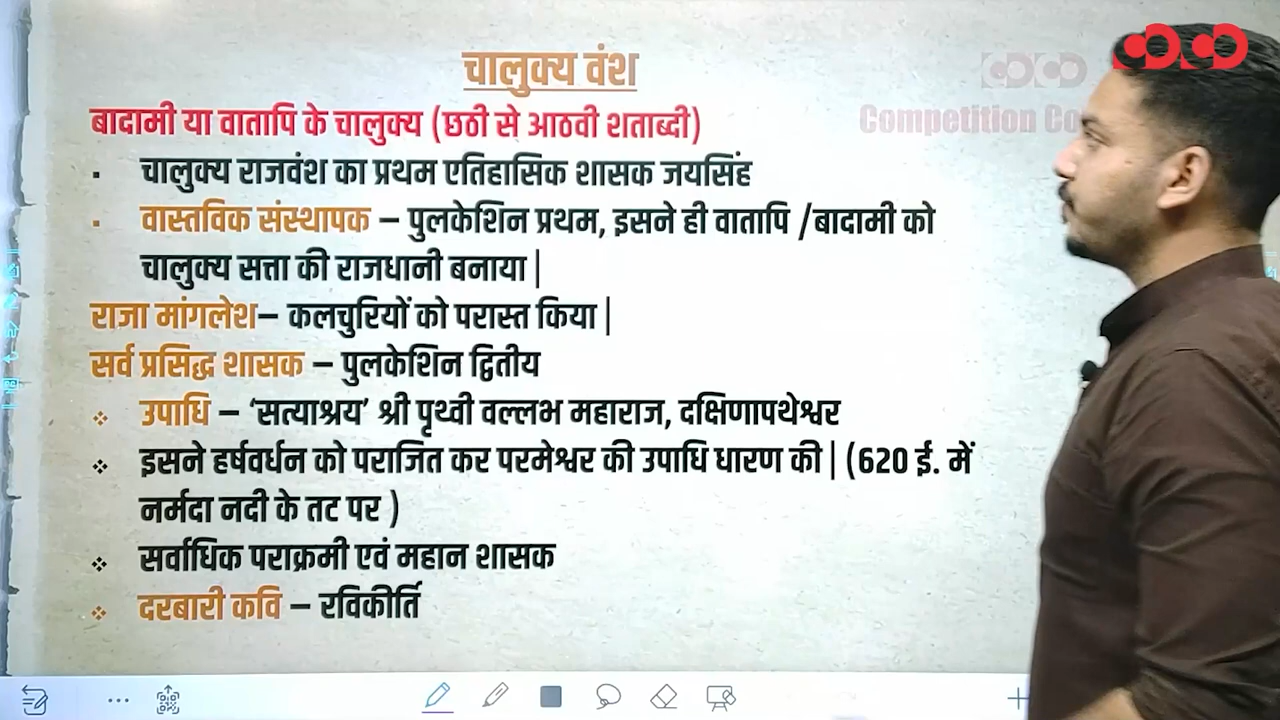 चालुक्य वंश
Competition Co
बादामी या वातापि के चालुक्य (छठी से आठवी शताब्दी)
चालुक्य राजवंश का प्रथम एतिहासिक शासक जयसिंह
वास्तविक संस्थापक – पुलकेशिन प्रथम, इसने ही वातापि /बादामी को
चालुक्य सत्ता की राजधानी बनाया |
राजा मांगलेश– कलचुरियों को परास्त किया |
सर्व प्रसिद्ध शासक – पुलकेशिन द्वितीय
उपाधि – ‘सत्याश्रय’ श्री पृथ्वी वल्लभ महाराज, दक्षिणापथेश्वर
इसने हर्षवर्धन को पराजित कर परमेश्वर की उपाधि धारण की | (620 ई. में
नर्मदा नदी के तट पर )
सर्वाधिक पराक्रमी एवं महान शासक
दरबारी कवि – रविकीर्ति